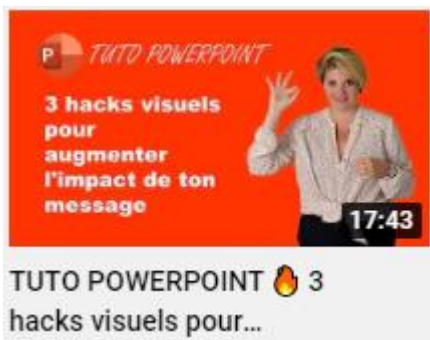 P TUTO POWERPOINT
3 hacks visuels
pour
augmenter
l'impact de ton
message
17:43
TUTO POWERPOINT 🔥 3
hacks visuels pour...